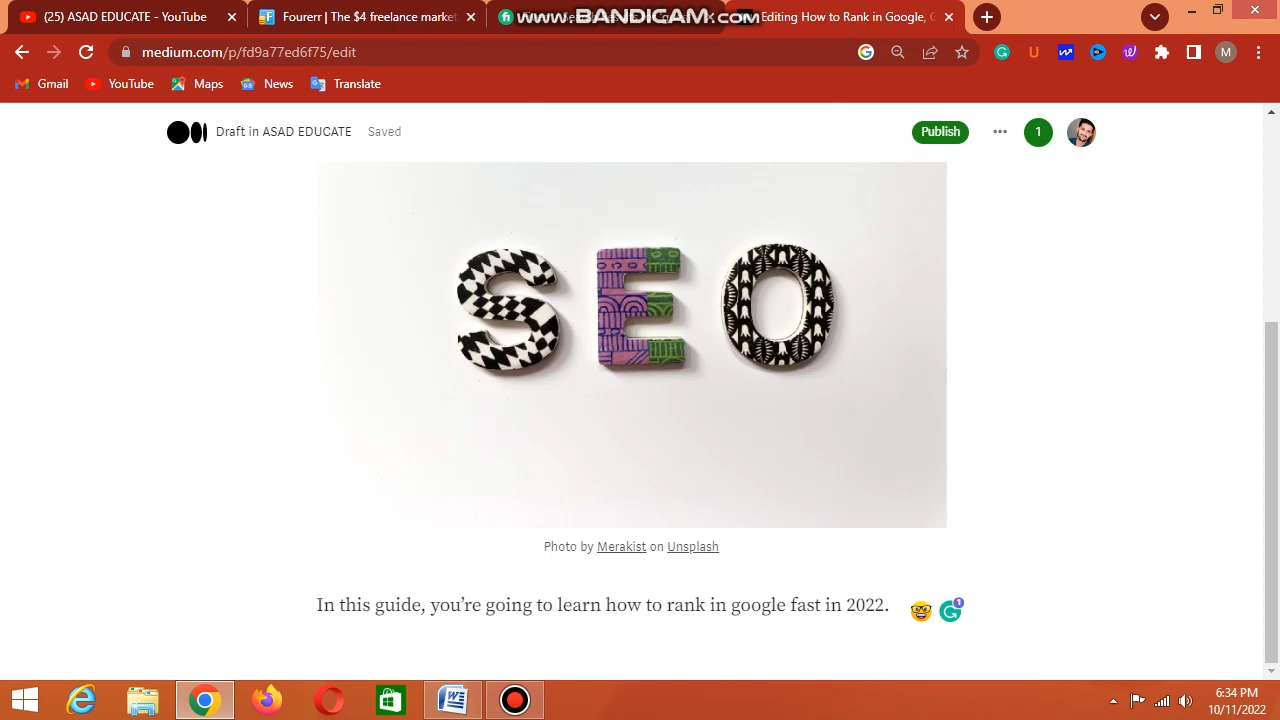 (25) ASAD EDUCATE - YouTube
Fourerr | The $4 freelance market
www.BANDICAM.com
Editing How to Rank in Google,
medium.com/p/fd9a77ed6f75/edit
M
Gmail
YouTube
Maps
News
Translate
Draft in ASAD EDUCATE
Saved
Publish
1
SEO
Photo by Merakist on Unsplash
In this guide, you're going to learn how to rank in google fast in 2022.
1
6:34 PM
10/11/2022